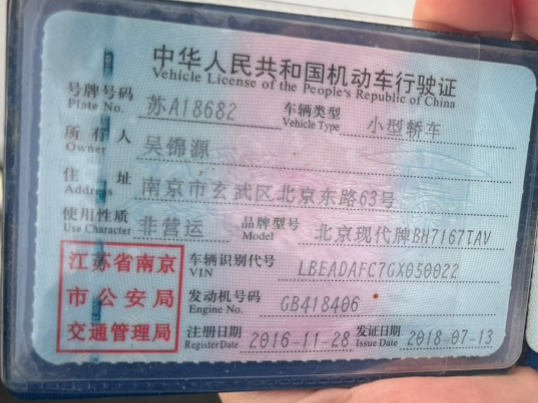 中华人民共和国机动车行驶证
Vehicle License of the People's Republic of China
号牌号码 苏A18682 车辆类型 小型轿车
Plate No. Vehicle Type
所有人 吴锦源
Owner
住址 南京市玄武区北京东路63号
Address
使用性质 非营运 品牌型号 北京现代牌BH7167TAV
Use Character Model
江苏省南京 车辆识别代号 LBEADAFC7GX050022
VIN
市公安局 发动机号码 GB418406
Engine No.
交通管理局 注册日期 2016-11-28 发证日期 2018-07-13
Register Date Issue Date